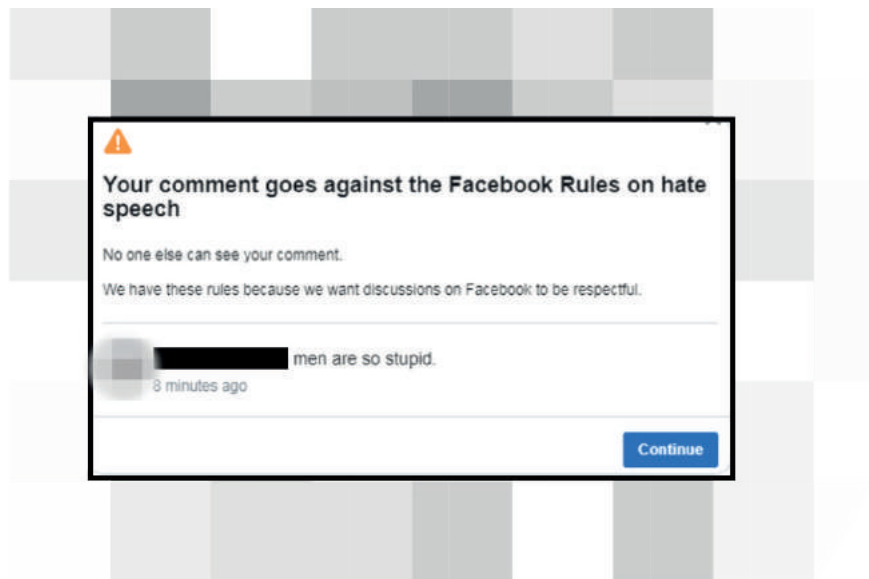 Your comment goes against the Facebook Rules on hate
speech
No one else can see your comment.
We have these rules because we want discussions on Facebook to be respectful.
men are so stupid.
8 minutes ago
Continue